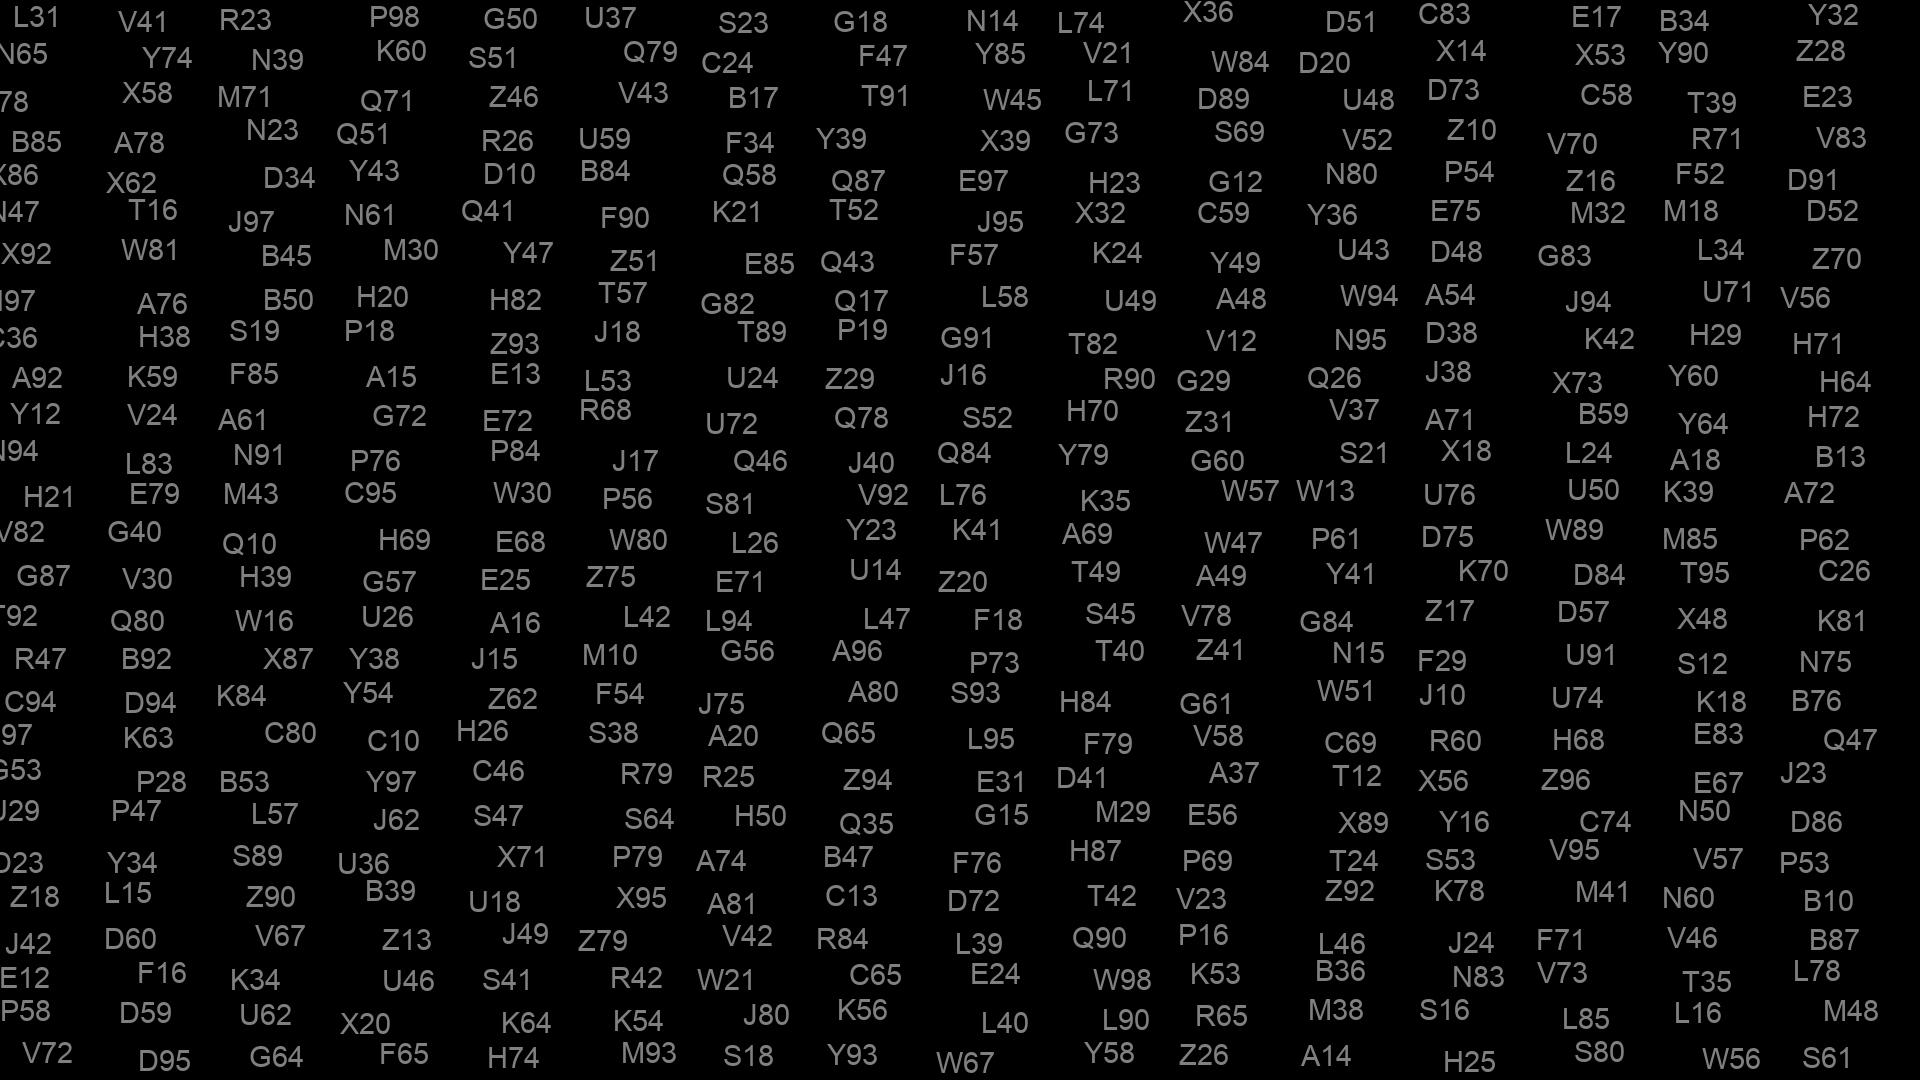 L31 V41 R23 P98 G50 U37 S23 G18 N14 L74 X36 D51 C83 E17 B34 Y32
N65 Y74 N39 K60 S51 Q79 C24 F47 Y85 V21 W84 D20 X14 X53 Y90 Z28
78 X58 M71 Q71 Z46 V43 B17 T91 W45 L71 D89 U48 D73 C58 T39 E23
B85 A78 N23 Q51 R26 U59 F34 Y39 X39 G73 S69 V52 Z10 V70 R71 V83
X86 X62 D34 Y43 D10 B84 Q58 Q87 E97 H23 G12 N80 P54 Z16 F52 D91
N47 T16 J97 N61 Q41 F90 K21 T52 J95 X32 C59 Y36 E75 M32 M18 D52
X92 W81 B45 M30 Y47 Z51 E85 Q43 F57 K24 Y49 U43 D48 G83 L34 Z70
97 A76 B50 H20 H82 T57 G82 Q17 L58 U49 A48 W94 A54 J94 U71 V56
C36 H38 S19 P18 Z93 J18 T89 P19 G91 T82 V12 N95 D38 K42 H29 H71
A92 K59 F85 A15 E13 L53 U24 Z29 J16 R90 G29 Q26 J38 X73 Y60 H64
Y12 V24 A61 G72 E72 R68 U72 Q78 S52 H70 Z31 V37 A71 B59 Y64 H72
N94 L83 N91 P76 P84 J17 Q46 J40 Q84 Y79 G60 S21 X18 L24 A18 B13
H21 E79 M43 C95 W30 P56 S81 V92 L76 K35 W57 W13 U76 U50 K39 A72
V82 G40 Q10 H69 E68 W80 L26 Y23 K41 A69 W47 P61 D75 W89 M85 P62
G87 V30 H39 G57 E25 Z75 E71 U14 Z20 T49 A49 Y41 K70 D84 T95 C26
T92 Q80 W16 U26 A16 L42 L94 L47 F18 S45 V78 G84 Z17 D57 X48 K81
R47 B92 X87 Y38 J15 M10 G56 A96 P73 T40 Z41 N15 F29 U91 S12 N75
C94 D94 K84 Y54 Z62 F54 J75 A80 S93 H84 G61 W51 J10 U74 K18 B76
97 K63 C80 C10 H26 S38 A20 Q65 L95 F79 V58 C69 R60 H68 E83 Q47
G53 P28 B53 Y97 C46 R79 R25 Z94 E31 D41 A37 T12 X56 Z96 E67 J23
29 P47 L57 J62 S47 S64 H50 Q35 G15 M29 E56 X89 Y16 C74 N50 D86
23 Y34 S89 U36 X71 P79 A74 B47 F76 H87 P69 T24 S53 V95 V57 P53
Z18 L15 Z90 B39 U18 X95 A81 C13 D72 T42 V23 Z92 K78 M41 N60 B10
J42 D60 V67 Z13 J49 Z79 V42 R84 L39 Q90 P16 L46 J24 F71 V46 B87
E12 F16 K34 U46 S41 R42 W21 C65 E24 W98 K53 B36 N83 V73 T35 L78
P58 D59 U62 X20 K64 K54 J80 K56 L40 L90 R65 M38 S16 L85 L16 M48
V72 D95 G64 F65 H74 M93 S18 Y93 W67 Y58 Z26 A14 H25 S80 W56 S61